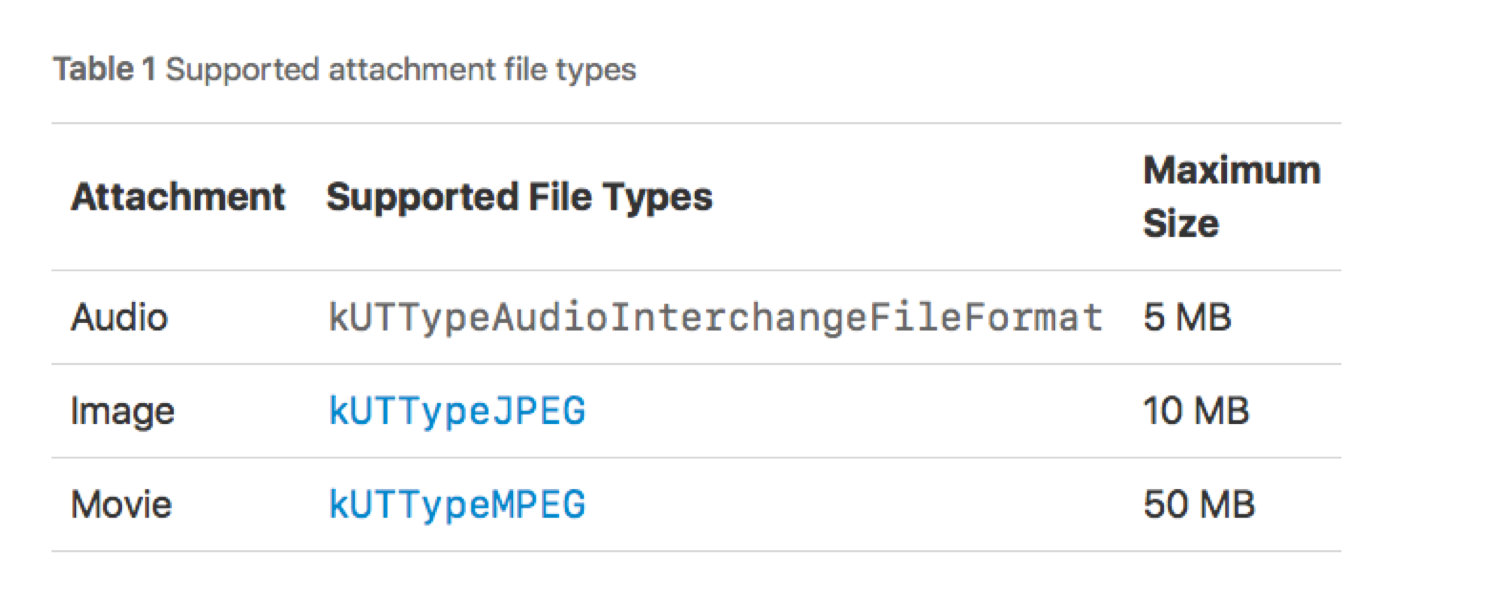 Table 1 Supported attachment file types
Attachment Supported File Types Maximum Size
Audio kUTTypeAudioInterchangeFileFormat 5 MB
Image kUTTypeJPEG 10 MB
Movie kUTTypeMPEG 50 MB